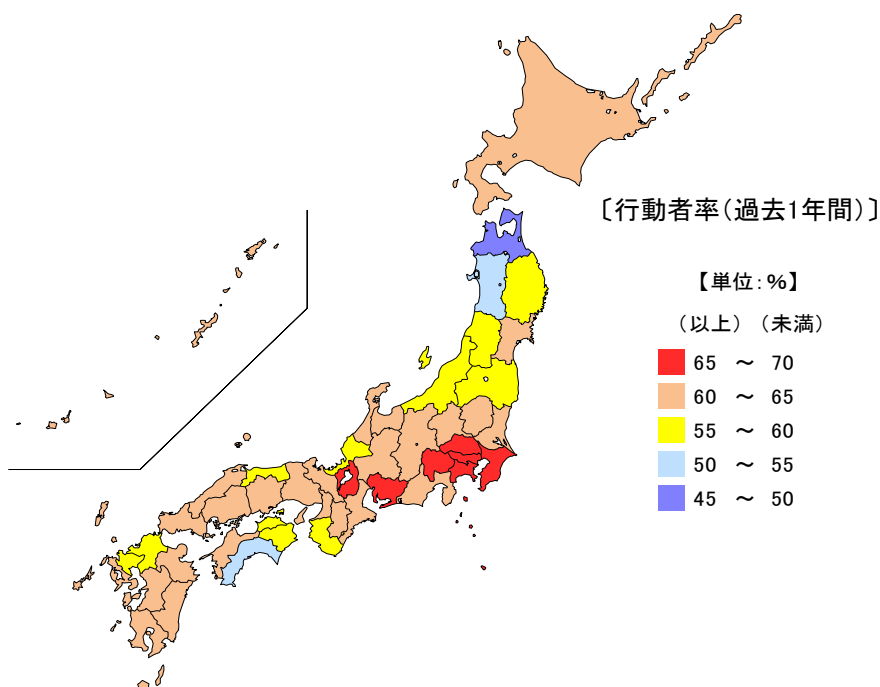 〔行動者率(過去1年間)〕
【単位:%】
(以上) (未満)
65 ～ 70
60 ～ 65
55 ～ 60
50 ～ 55
45 ～ 50